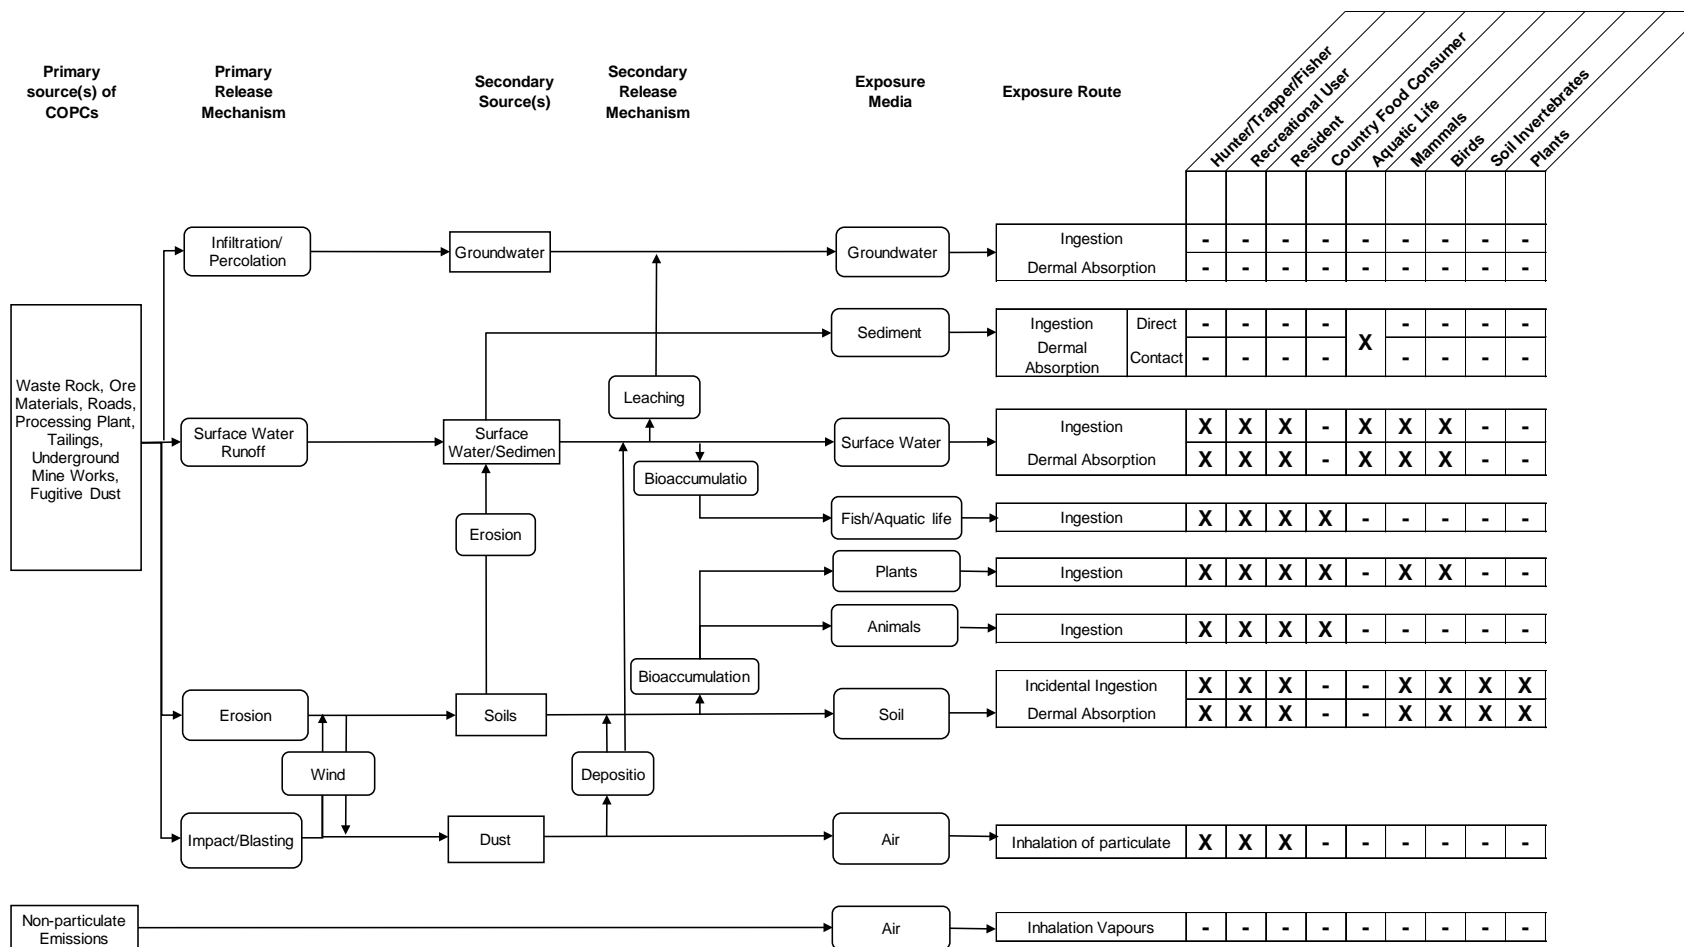 Primary
source(s) of
COPCs
Primary
Release
Mechanism
Secondary
Source(s)
Secondary
Release
Mechanism
Exposure
Media
Exposure Route
Hunter/Trapper/Fisher
Recreational User
Resident
Country Food Consumer
Aquatic Life
Mammals
Birds
Soil Invertebrates
Plants
Infiltration/
Percolation
Groundwater
Groundwater
Ingestion - - - - - - - - -
Dermal Absorption - - - - - - - - -
Sediment
Ingestion Direct - - - - X - - - -
Dermal
Absorption Contact - - - - - - - -
Waste Rock, Ore
Materials, Roads,
Processing Plant,
Tailings,
Underground
Mine Works,
Fugitive Dust
Leaching
Surface Water
Runoff
Surface
Water/Sedimen
Surface Water
Ingestion X X X - X X X - -
Dermal Absorption X X X - X X X - -
Bioaccumulatio
Erosion
Fish/Aquatic life
Ingestion X X X X - - - - -
Plants
Ingestion X X X X - X X - -
Animals
Ingestion X X X X - - - - -
Bioaccumulation
Erosion
Soils
Soil
Incidental Ingestion X X X - - X X X X
Dermal Absorption X X X - - X X X X
Wind
Depositio
Impact/Blasting
Dust
Air
Inhalation of particulate X X X - - - - - -
Non-particulate
Emissions
Air
Inhalation Vapours - - - - - - - - -